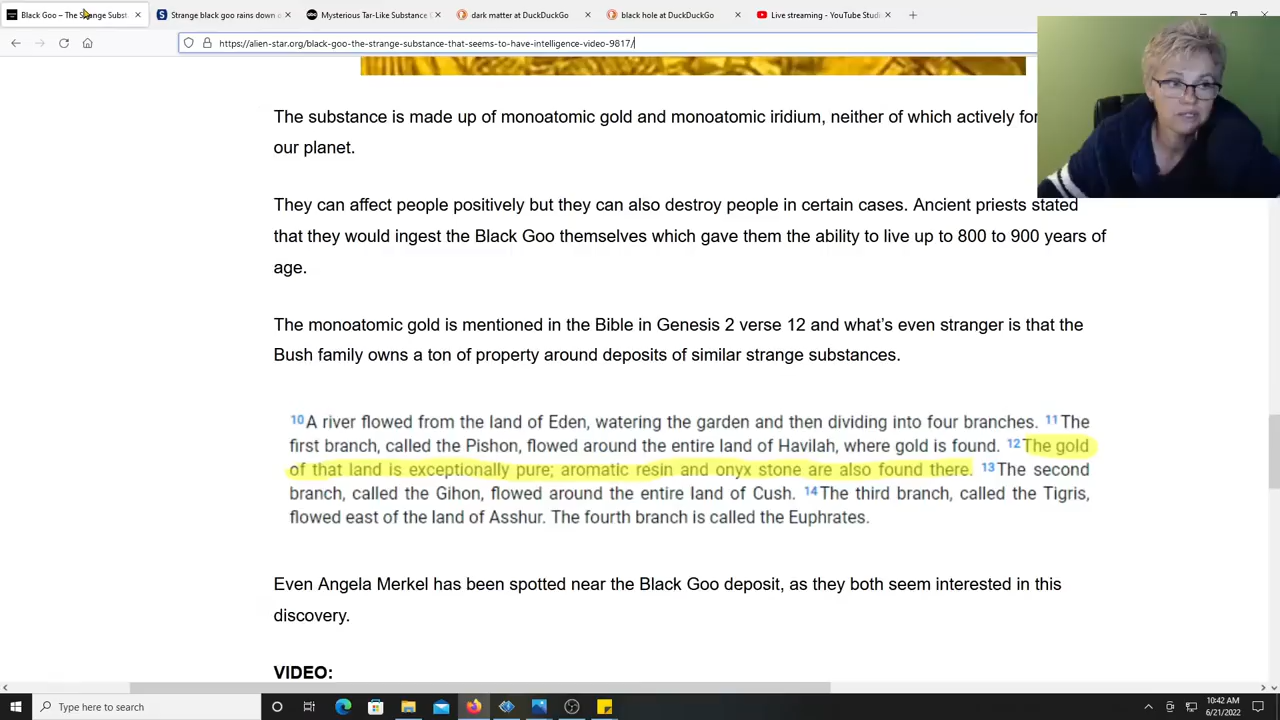 Black Goo – The Strange Subst
Strange black goo rains down o
Mysterious Tar-Like Substance
dark matter at DuckDuckGo
black hole at DuckDuckGo
Live streaming - YouTube Studi
https://alien-star.org/black-goo-the-strange-substance-that-seems-to-have-intelligence-video-9817/
The substance is made up of monoatomic gold and monoatomic iridium, neither of which actively
our planet.
They can affect people positively but they can also destroy people in certain cases. Ancient priests stated
that they would ingest the Black Goo themselves which gave them the ability to live up to 800 to 900 years of
age.
The monoatomic gold is mentioned in the Bible in Genesis 2 verse 12 and what's even stranger is that the
Bush family owns a ton of property around deposits of similar strange substances.
10 A river flowed from the land of Eden, watering the garden and then dividing into four branches. 11 The
first branch, called the Pishon, flowed around the entire land of Havilah, where gold is found. 12 The gold
of that land is exceptionally pure; aromatic resin and onyx stone are also found there. 13 The second
branch, called the Gihon, flowed around the entire land of Cush. 14 The third branch, called the Tigris,
flowed east of the land of Asshur. The fourth branch is called the Euphrates.
Even Angela Merkel has been spotted near the Black Goo deposit, as they both seem interested in this
discovery.
VIDEO:
Type here to search
10:42 AM
6/21/2022